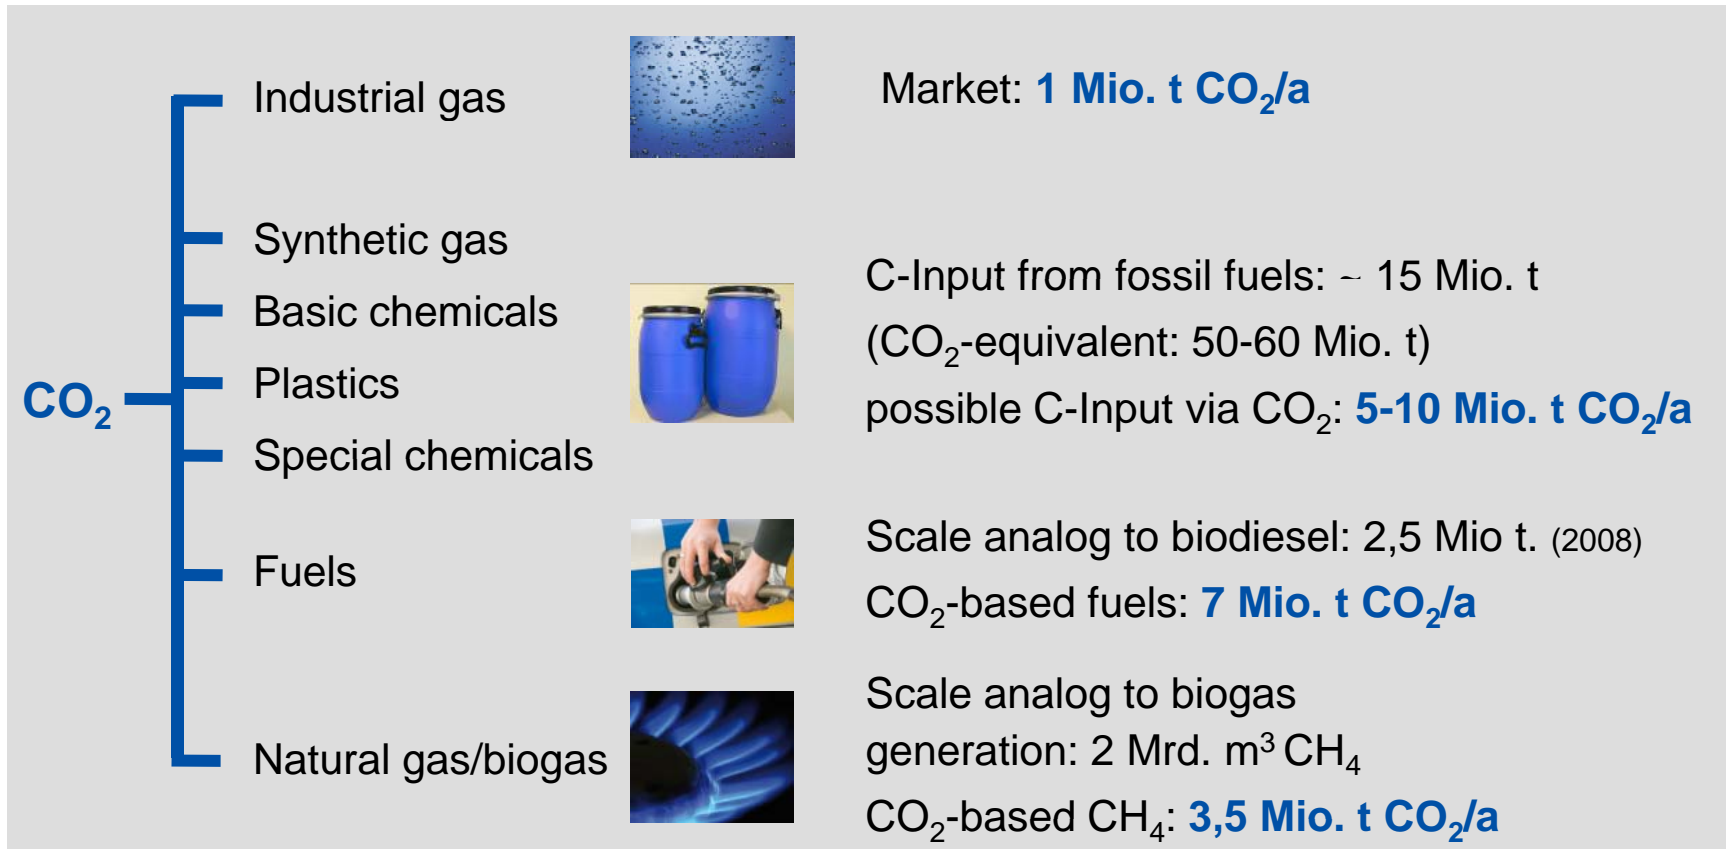 CO₂
Industrial gas
Market: 1 Mio. t CO₂/a
Synthetic gas
Basic chemicals
Plastics
Special chemicals
C-Input from fossil fuels: ~ 15 Mio. t
(CO₂-equivalent: 50-60 Mio. t)
possible C-Input via CO₂: 5-10 Mio. t CO₂/a
Fuels
Scale analog to biodiesel: 2,5 Mio t. (2008)
CO₂-based fuels: 7 Mio. t CO₂/a
Natural gas/biogas
Scale analog to biogas
generation: 2 Mrd. m³ CH₄
CO₂-based CH₄: 3,5 Mio. t CO₂/a